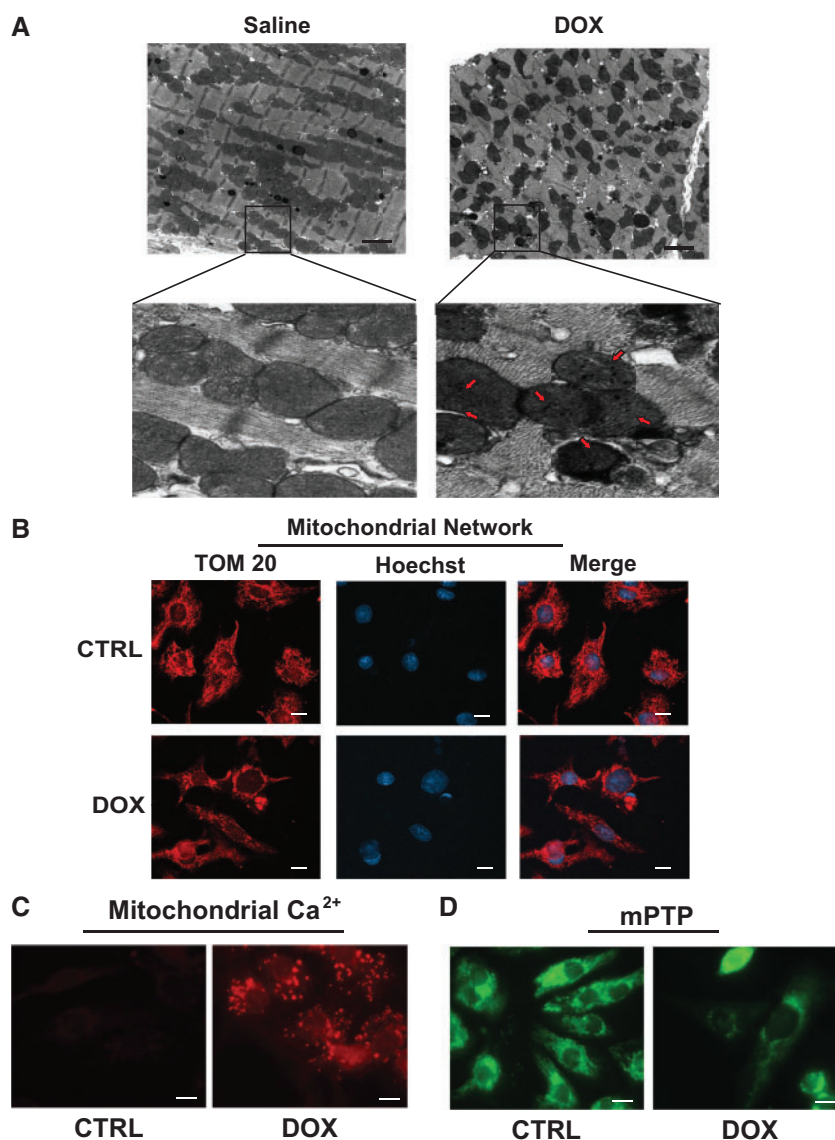 A
Saline DOX
B
Mitochondrial Network
TOM 20 Hoechst Merge
CTRL
DOX
C Mitochondrial Ca²⁺
D mPTP
CTRL DOX
CTRL DOX